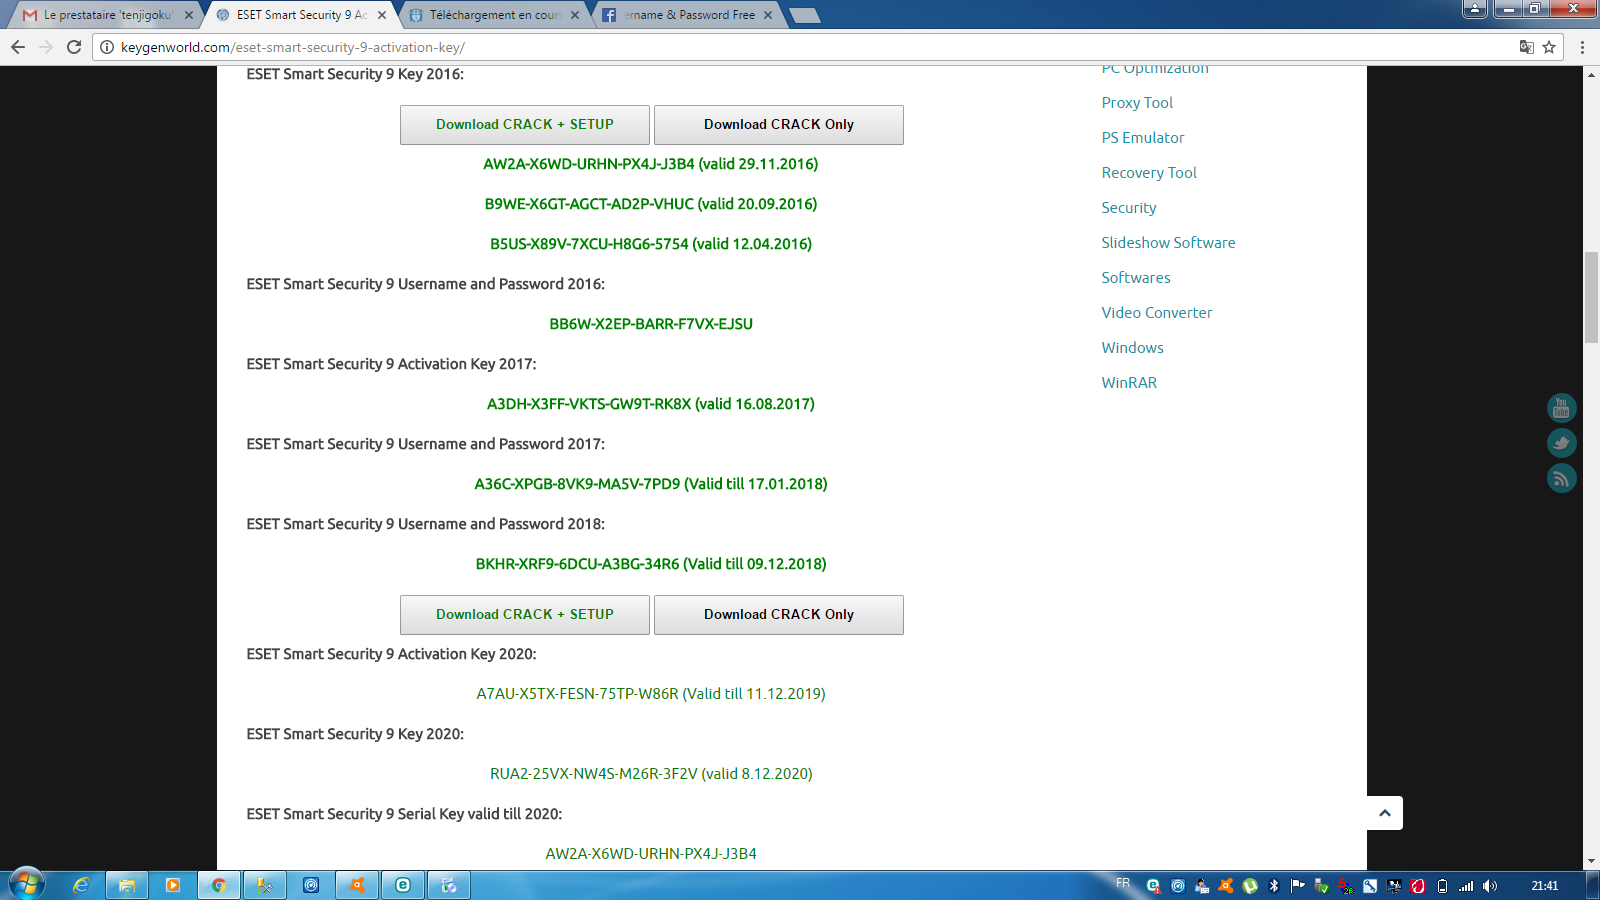 Le prestataire 'tenjigoku'
ESET Smart Security 9 Ac
Téléchargement en cours
ername & Password Free
keygenworld.com/eset-smart-security-9-activation-key/
ESET Smart Security 9 Key 2016:
Download CRACK + SETUP
Download CRACK Only
AW2A-X6WD-URHN-PX4J-J3B4 (valid 29.11.2016)
B9WE-X6GT-AGCT-AD2P-VHUC (valid 20.09.2016)
B5US-X89V-7XCU-H8G6-5754 (valid 12.04.2016)
ESET Smart Security 9 Username and Password 2016:
BB6W-X2EP-BARR-F7VX-EJSU
ESET Smart Security 9 Activation Key 2017:
A3DH-X3FF-VKTS-GW9T-RK8X (valid 16.08.2017)
ESET Smart Security 9 Username and Password 2017:
A36C-XPGB-8VK9-MA5V-7PD9 (Valid till 17.01.2018)
ESET Smart Security 9 Username and Password 2018:
BKHR-XRF9-6DCU-A3BG-34R6 (Valid till 09.12.2018)
Download CRACK + SETUP
Download CRACK Only
ESET Smart Security 9 Activation Key 2020:
A7AU-X5TX-FESN-75TP-W86R (Valid till 11.12.2019)
ESET Smart Security 9 Key 2020:
RUA2-25VX-NW4S-M26R-3F2V (valid 8.12.2020)
ESET Smart Security 9 Serial Key valid till 2020:
AW2A-X6WD-URHN-PX4J-J3B4
PC Optmization
Proxy Tool
PS Emulator
Recovery Tool
Security
Slideshow Software
Softwares
Video Converter
Windows
WinRAR
You Tube
FR
21:41